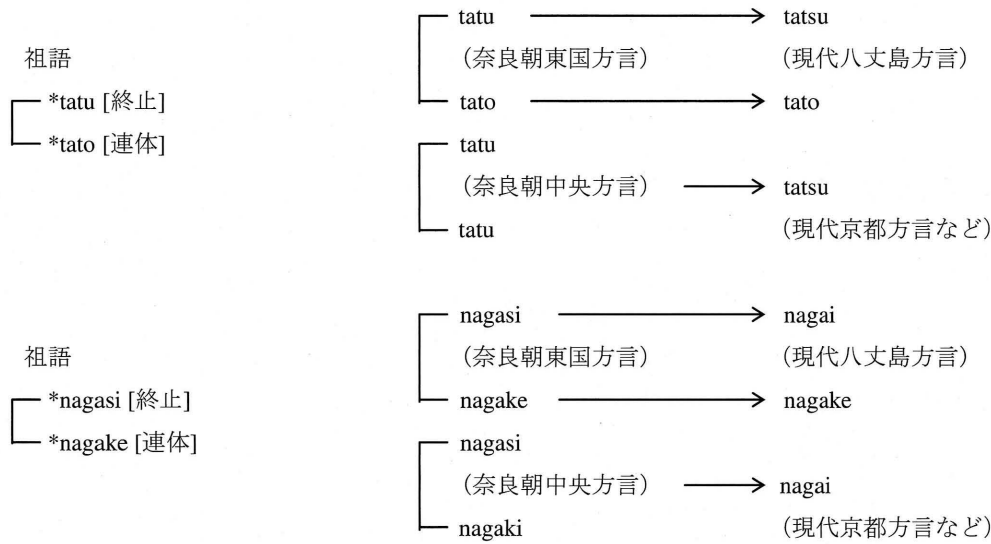 tatu tatsu
祖語 （奈良朝東国方言） （現代八丈島方言）
*tatu [終止] tato tato
*tato [連体] tatu
（奈良朝中央方言） tatsu
tatu （現代京都方言など）
nagasi nagai
祖語 （奈良朝東国方言） （現代八丈島方言）
*nagasi [終止] nagake nagake
*nagake [連体] nagasi
（奈良朝中央方言） nagai
nagaki （現代京都方言など）